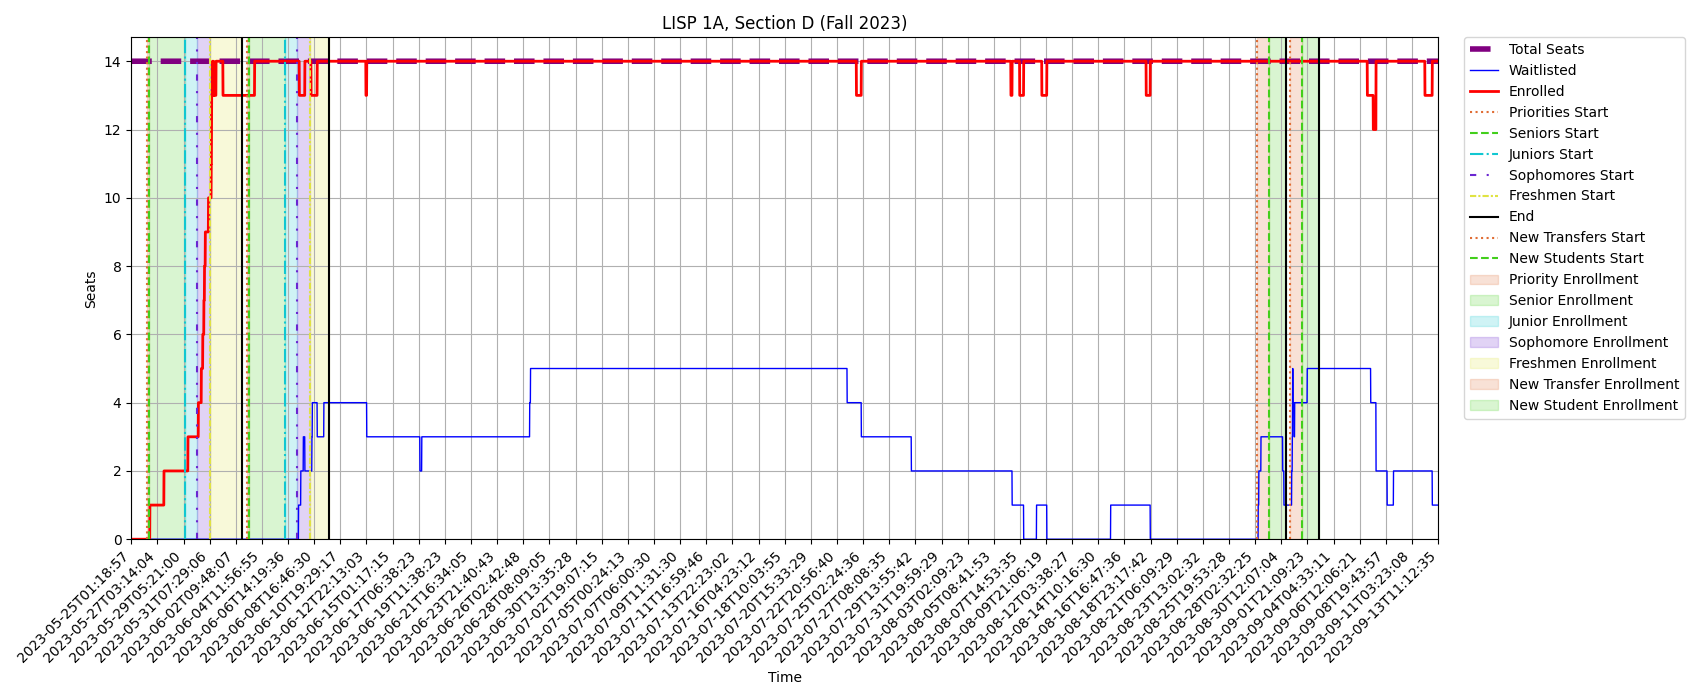 LISP 1A, Section D (Fall 2023)
Seats
14
12
10
8
6
4
2
0
2023-05-25T01:18:57
2023-05-27T03:14:04
2023-05-29T05:21:00
2023-05-31T07:29:06
2023-06-02T09:48:07
2023-06-04T11:56:55
2023-06-06T14:19:36
2023-06-08T16:46:30
2023-06-10T19:29:17
2023-06-12T22:13:03
2023-06-15T01:17:15
2023-06-17T06:38:23
2023-06-19T11:38:23
2023-06-21T16:34:05
2023-06-23T21:40:43
2023-06-26T02:42:48
2023-06-28T08:09:05
2023-06-30T13:35:28
2023-07-02T19:07:15
2023-07-05T00:24:13
2023-07-07T06:00:30
2023-07-09T11:31:30
2023-07-11T16:59:46
2023-07-13T22:23:02
2023-07-16T04:23:12
2023-07-18T10:03:55
2023-07-20T15:33:29
2023-07-22T20:56:40
2023-07-25T02:24:36
2023-07-27T08:08:35
2023-07-29T13:55:42
2023-07-31T19:59:29
2023-08-03T02:09:23
2023-08-05T08:41:53
2023-08-07T14:53:35
2023-08-09T21:06:19
2023-08-12T03:38:27
2023-08-14T10:16:30
2023-08-16T16:47:36
2023-08-18T23:17:42
2023-08-21T06:09:29
2023-08-23T13:02:32
2023-08-25T19:53:28
2023-08-28T02:32:25
2023-08-30T12:07:04
2023-09-01T21:09:23
2023-09-04T04:33:11
2023-09-06T12:06:21
2023-09-08T19:43:57
2023-09-11T03:23:08
2023-09-13T11:12:35
Time
Total Seats
Waitlisted
Enrolled
Priorities Start
Seniors Start
Juniors Start
Sophomores Start
Freshmen Start
End
New Transfers Start
New Students Start
Priority Enrollment
Senior Enrollment
Junior Enrollment
Sophomore Enrollment
Freshmen Enrollment
New Transfer Enrollment
New Student Enrollment